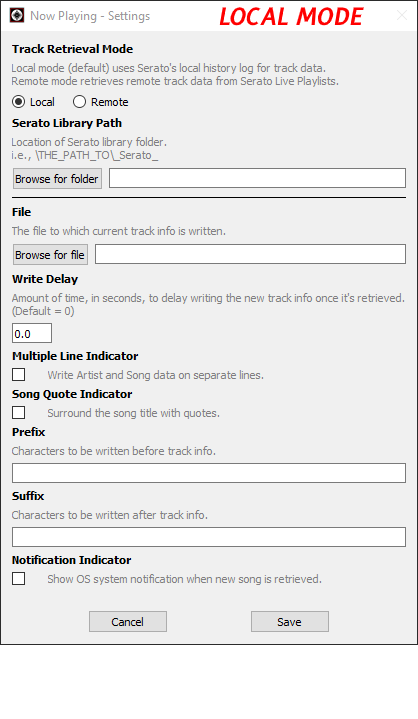 Now Playing - Settings
LOCAL MODE
Track Retrieval Mode
Local mode (default) uses Serato's local history log for track data.
Remote mode retrieves remote track data from Serato Live Playlists.
Local Remote
Serato Library Path
Location of Serato library folder.
i.e., \THE_PATH_TO\_Serato_
Browse for folder
File
The file to which current track info is written.
Browse for file
Write Delay
Amount of time, in seconds, to delay writing the new track info once it's retrieved.
(Default = 0)
0.0
Multiple Line Indicator
Write Artist and Song data on separate lines.
Song Quote Indicator
Surround the song title with quotes.
Prefix
Characters to be written before track info.
Suffix
Characters to be written after track info.
Notification Indicator
Show OS system notification when new song is retrieved.
Cancel Save